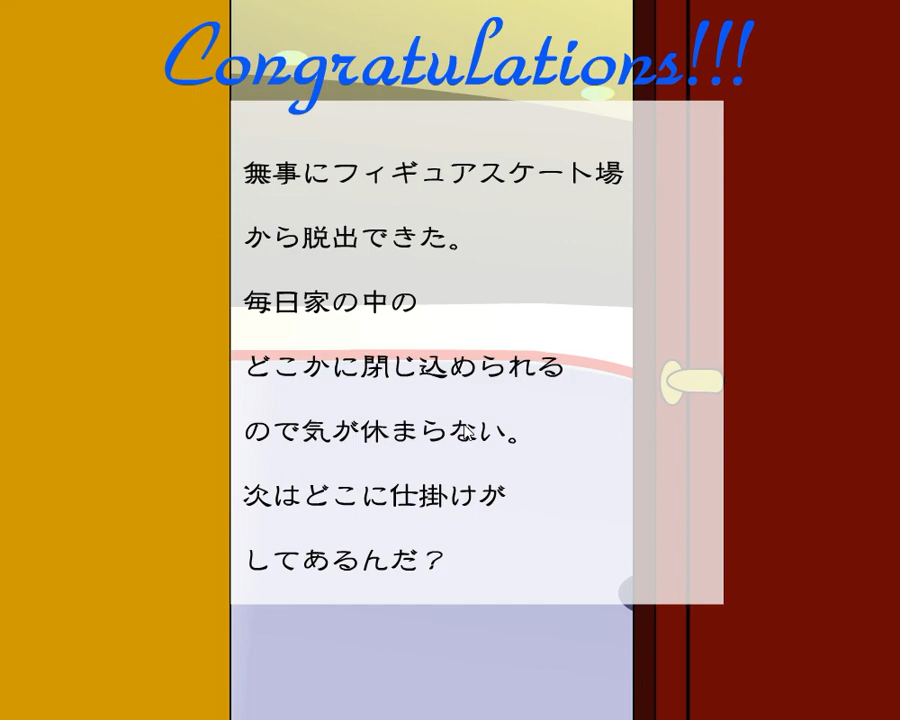 Congratulations!!!
無事にフィギュアスケート場
から脱出できた。
毎日家の中の
どこかに閉じ込められる
ので気が休まらない。
次はどこに仕掛けが
してあるんだ？